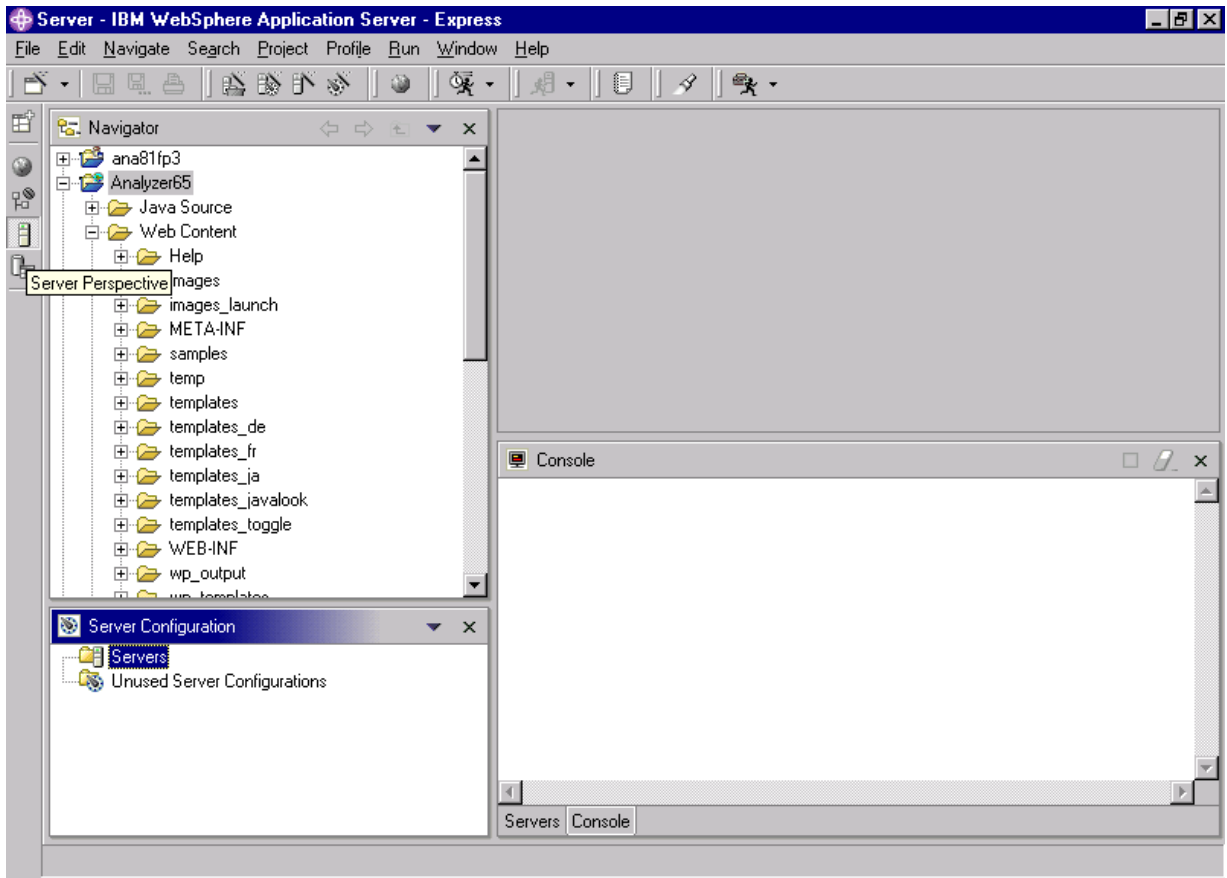 Server - IBM WebSphere Application Server - Express
File Edit Navigate Search Project Profile Run Window Help
Navigator
ana81fp3
Analyzer65
Java Source
Web Content
Help
Server Perspective mages
images_launch
META-INF
samples
temp
templates
templates_de
templates_fr
templates_ja
templates_javalook
templates_toggle
WEB-INF
wp_output
wp_templates
Server Configuration
Servers
Unused Server Configurations
Console
Servers Console